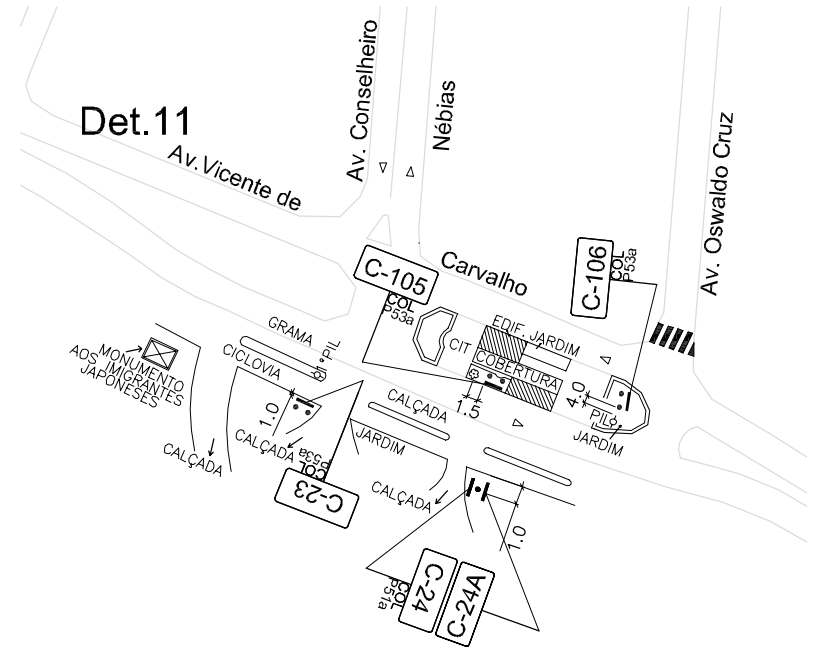 Det.11
Av.Vicente de
Av. Conselheiro
Nébias
Av. Oswaldo Cruz
Carvalho
C-105
COL
P53a
C-106
COL
P53a
EDIF. JARDIM
CIT
COBERTURA
1.5
4.0
PIL
JARDIM
GRAMA
1°PIL
CICLOVIA
MONUMENTO
AOS IMIGRANTES
JAPONESES
CALÇADA
1.0
CALÇADA
CALÇADA
JARDIM
COL
P53a
C-23
CALÇADA
1.0
COL
P51a
C-24
C-24A